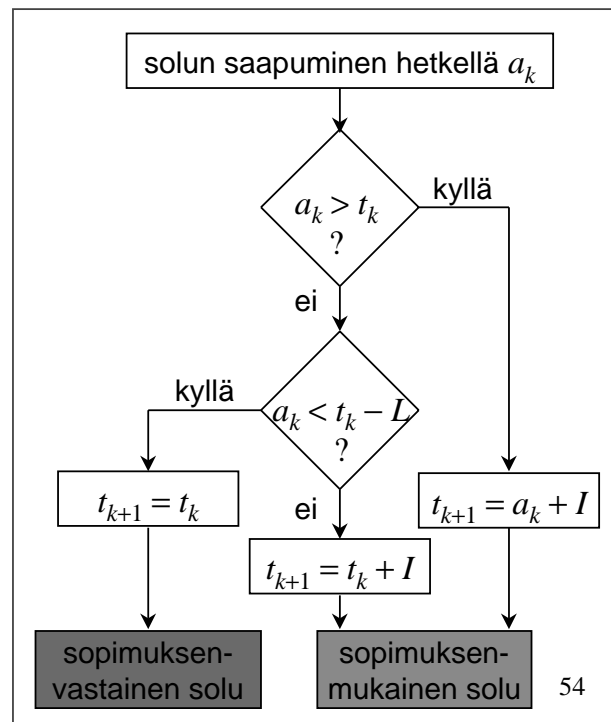 solun saapuminen hetkellä a_k
kyllä
a_k > t_k
?
ei
kyllä
a_k < t_k − L
?
t_{k+1} = t_k
ei
t_{k+1} = a_k + I
t_{k+1} = t_k + I
sopimuksen-
vastainen solu
sopimuksen-
mukainen solu
54